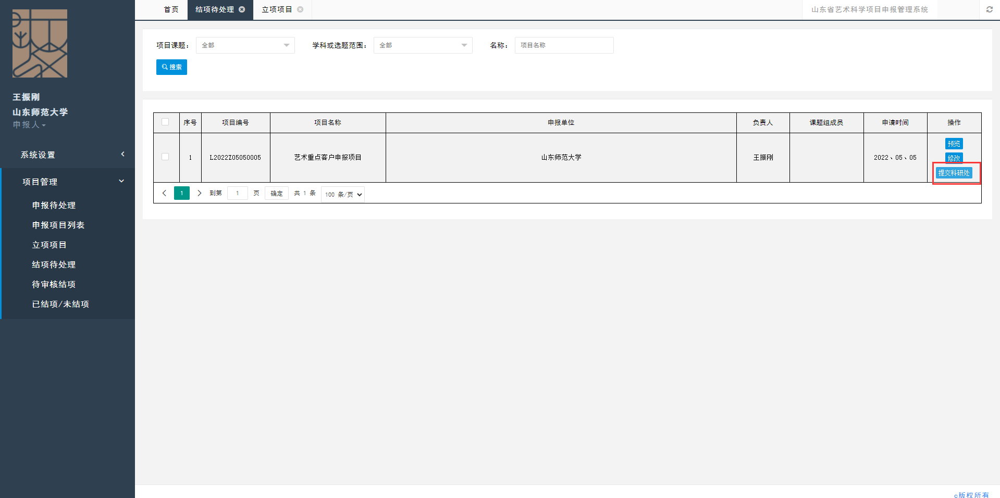 首页
结项待处理
立项项目
山东省艺术科学项目申报管理系统
王振刚
山东师范大学
申报人
系统设置
项目管理
申报待处理
申报项目列表
立项项目
结项待处理
待审核结项
已结项/未结项
项目课题： 全部 学科或选题范围： 全部 名称： 项目名称
搜索
序号 项目编号 项目名称 申报单位 负责人 课题组成员 申请时间 操作
1 L2022Z05050005 艺术重点客户申报项目 山东师范大学 王振刚 2022、05、05
预览
修改
提交科研处
1 到第 1 页 确定 共 1 条 100 条/页
c版权所有